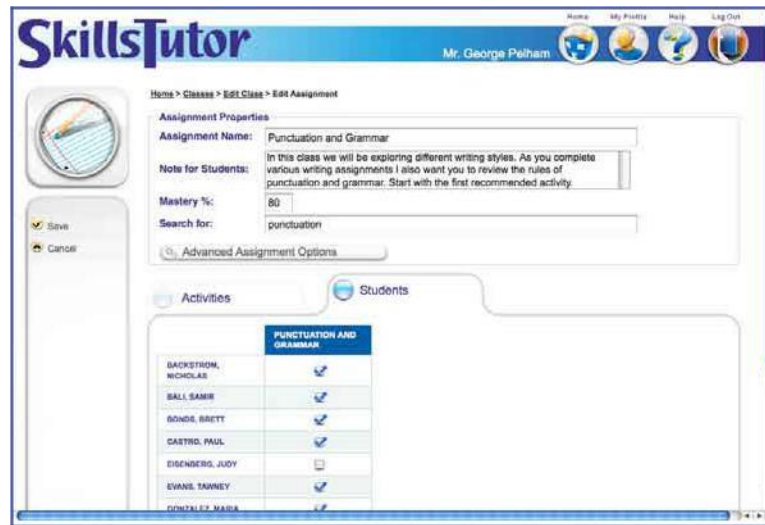 SkillsTutor
Home My Profile Help Log Out
Mr. George Pelham
Home > Classes > Edit Class > Edit Assignment
Assignment Properties
Assignment Name: Punctuation and Grammar
Note for Students: In this class we will be exploring different writing styles. As you complete
various writing assignments I also want you to review the rules of
punctuation and grammar. Start with the first recommended activity.
Mastery %: 80
Search for: punctuation
Advanced Assignment Options
Save
Cancel
Activities
Students
PUNCTUATION AND
GRAMMAR
BACKSTROM,
NICHOLAS
BALI, SAMIR
BONDS, BRETT
CASTRO, PAUL
EISENBERG, JUDY
EVANS, TAWNEY
GONZALEZ, MARIA